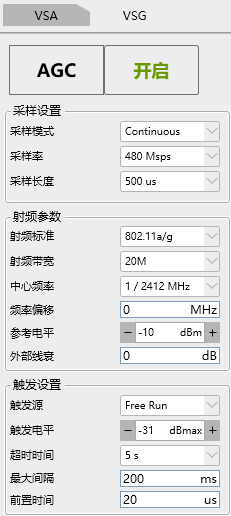 VSA VSG
AGC 开启
采样设置
采样模式 Continuous
采样率 480 Msps
采样长度 500 us
射频参数
射频标准 802.11a/g
射频带宽 20M
中心频率 1 / 2412 MHz
频率偏移 0 MHz
参考电平 − -10 dBm +
外部线衰 0 dB
触发设置
触发源 Free Run
触发电平 − -31 dBmax +
超时时间 5 s
最大间隔 200 ms
前置时间 20 us